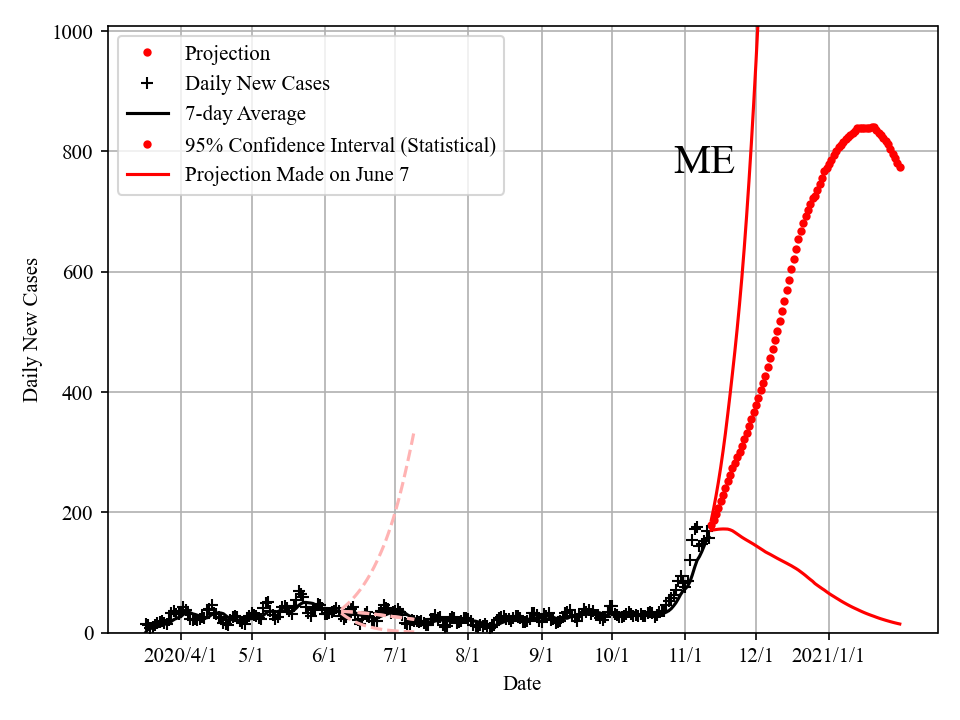 1000
800
600
400
200
0
Daily New Cases
Projection
Daily New Cases
7-day Average
95% Confidence Interval (Statistical)
Projection Made on June 7
ME
2020/4/1 5/1 6/1 7/1 8/1 9/1 10/1 11/1 12/1 2021/1/1
Date